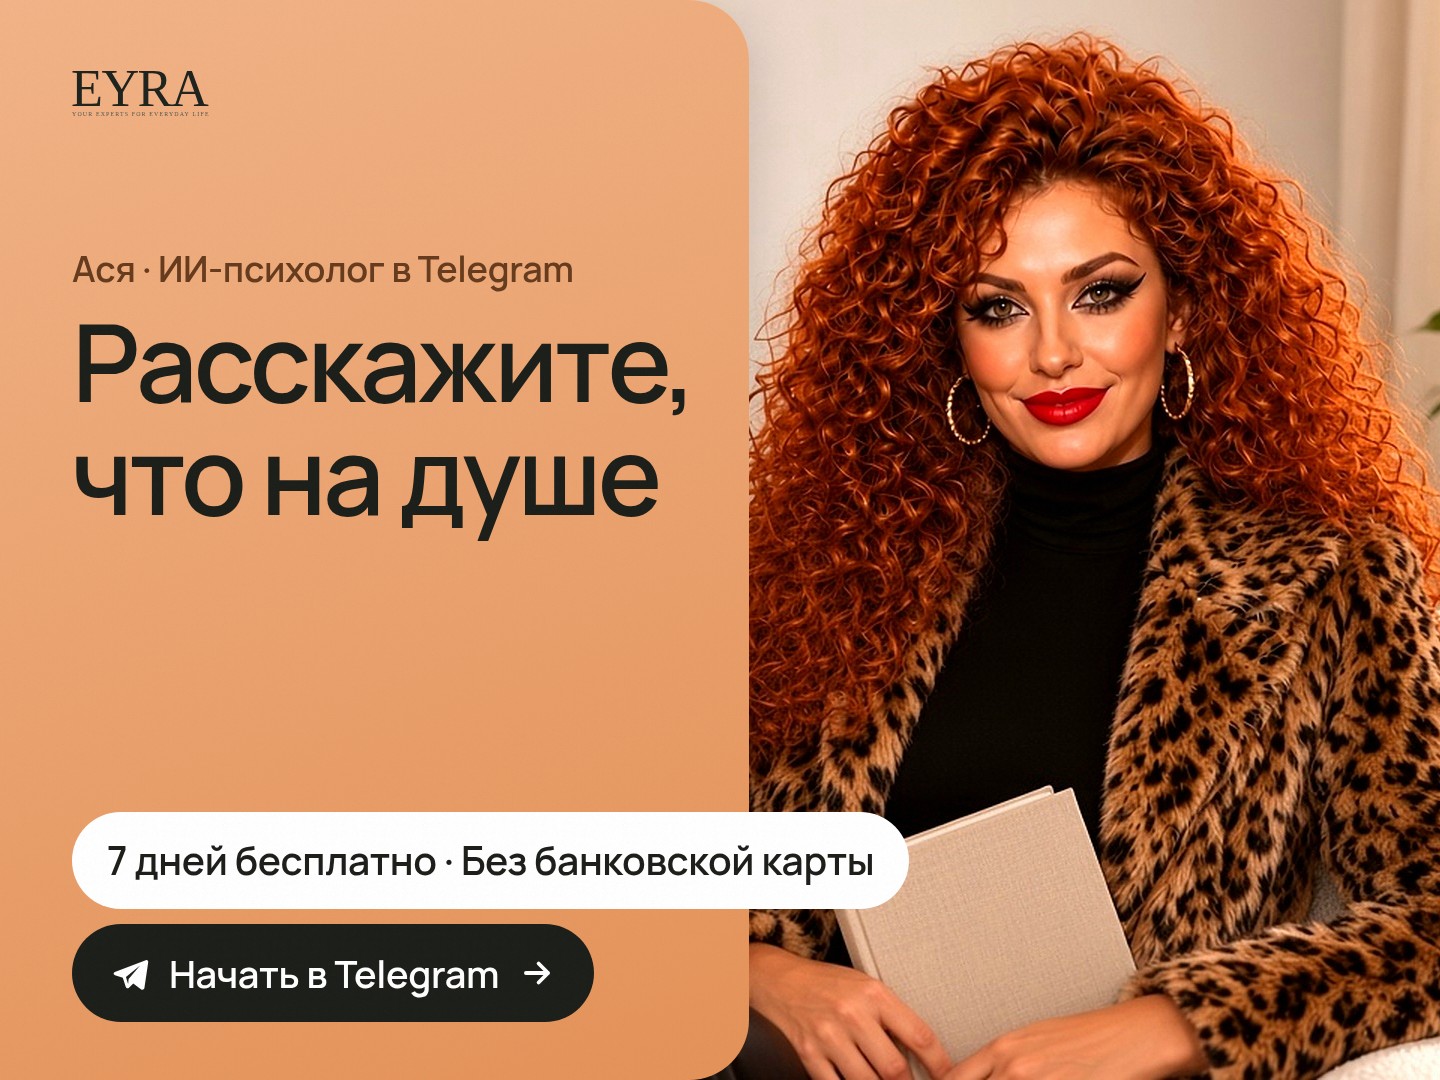 EYRA
YOUR EXPERTS FOR EVERYDAY LIFE
Ася · ИИ-психолог в Telegram
Расскажите,
что на душе
7 дней бесплатно · Без банковской карты
Начать в Telegram →